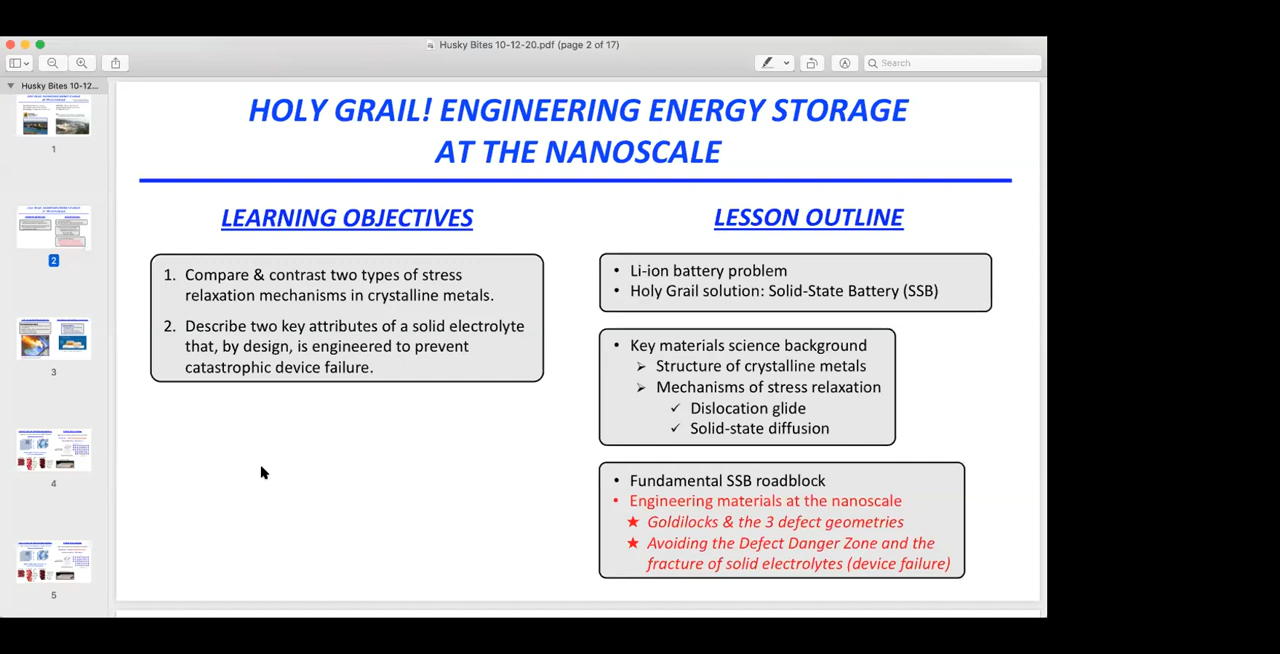 Husky Bites 10-12-20.pdf (page 2 of 17)
Search
Husky Bites 10-12...
1
2
3
4
5
HOLY GRAIL! ENGINEERING ENERGY STORAGE
AT THE NANOSCALE
LEARNING OBJECTIVES
1. Compare & contrast two types of stress
relaxation mechanisms in crystalline metals.
2. Describe two key attributes of a solid electrolyte
that, by design, is engineered to prevent
catastrophic device failure.
LESSON OUTLINE
• Li-ion battery problem
• Holy Grail solution: Solid-State Battery (SSB)
• Key materials science background
➢ Structure of crystalline metals
➢ Mechanisms of stress relaxation
✓ Dislocation glide
✓ Solid-state diffusion
• Fundamental SSB roadblock
• Engineering materials at the nanoscale
★ Goldilocks & the 3 defect geometries
★ Avoiding the Defect Danger Zone and the
fracture of solid electrolytes (device failure)